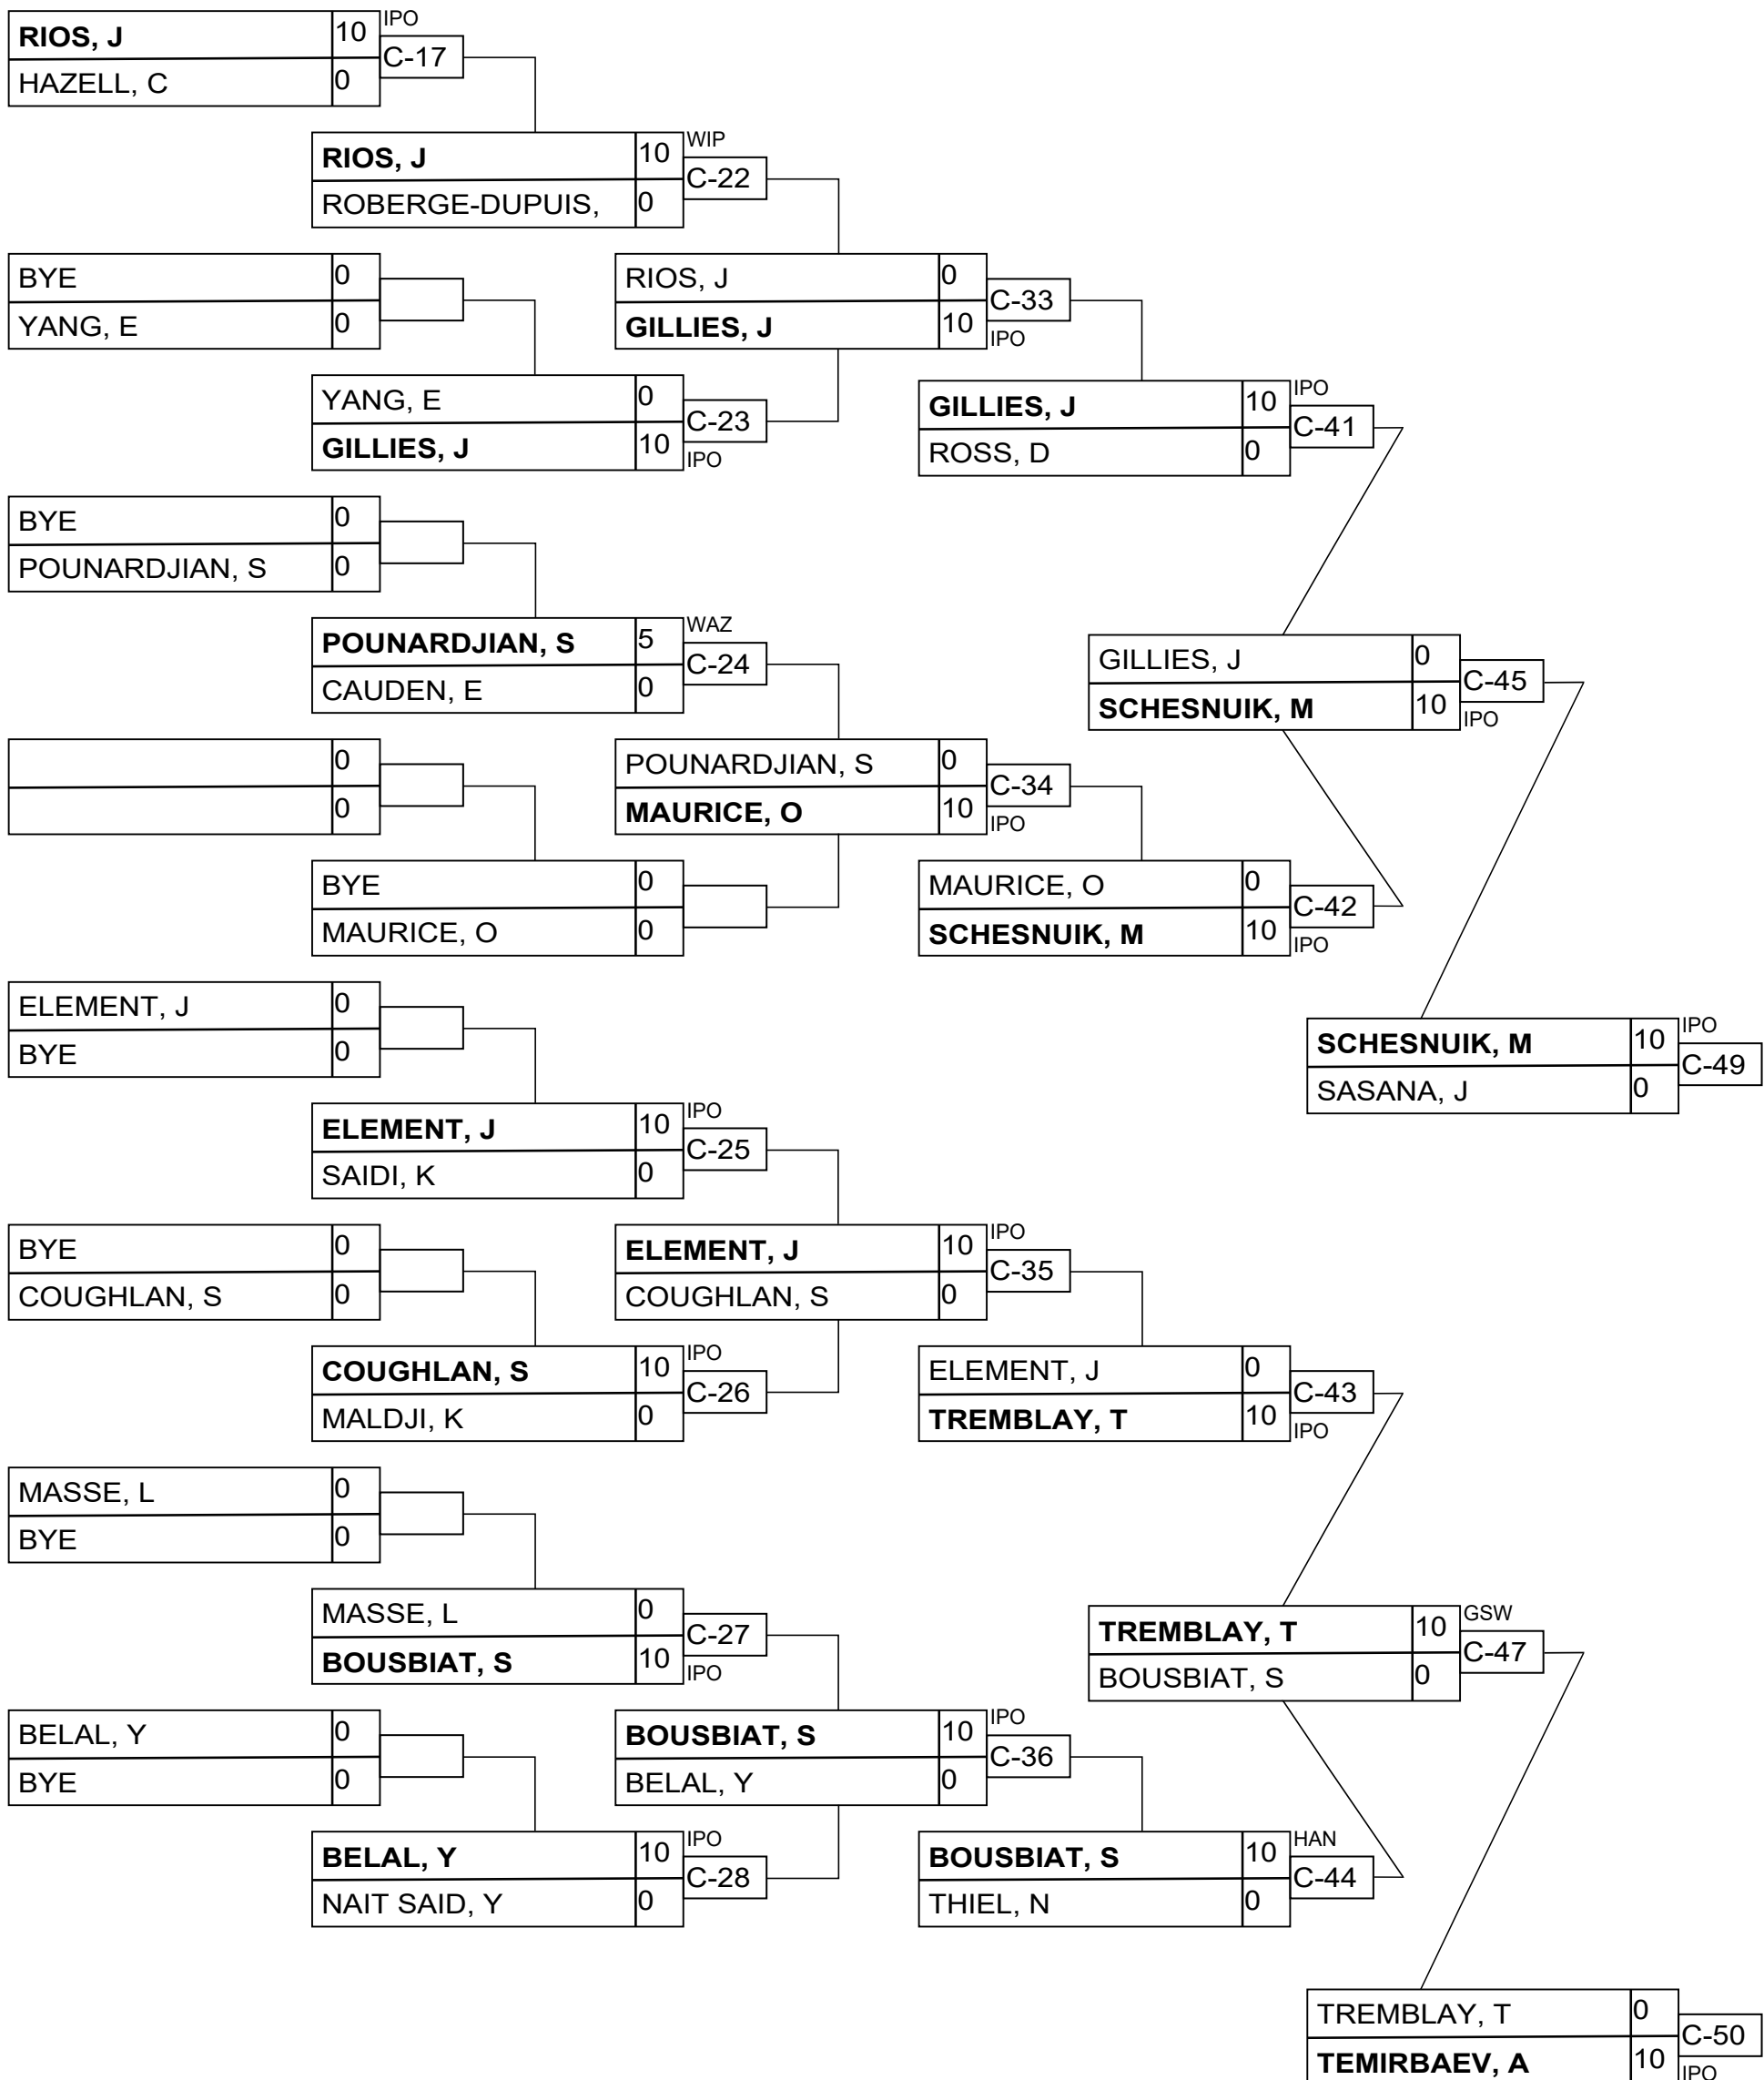 RIOS, J 10 IPO
C-17
HAZELL, C 0
RIOS, J 10 WIP
C-22
ROBERGE-DUPUIS, 0
BYE 0
YANG, E 0
RIOS, J 0
C-33
GILLIES, J 10 IPO
YANG, E 0
C-23
GILLIES, J 10 IPO
GILLIES, J 10 IPO
C-41
ROSS, D 0
BYE 0
POUNARDJIAN, S 0
POUNARDJIAN, S 5 WAZ
C-24
CAUDEN, E 0
GILLIES, J 0
C-45
SCHESNUIK, M 10 IPO
0
0
POUNARDJIAN, S 0
C-34
MAURICE, O 10 IPO
BYE 0
MAURICE, O 0
MAURICE, O 0
C-42
SCHESNUIK, M 10 IPO
ELEMENT, J 0
BYE 0
SCHESNUIK, M 10 IPO
C-49
SASANA, J 0
ELEMENT, J 10 IPO
C-25
SAIDI, K 0
BYE 0
COUGHLAN, S 0
ELEMENT, J 10 IPO
C-35
COUGHLAN, S 0
COUGHLAN, S 10 IPO
C-26
MALDJI, K 0
ELEMENT, J 0
C-43
TREMBLAY, T 10 IPO
MASSE, L 0
BYE 0
MASSE, L 0
C-27
BOUSBIAT, S 10 IPO
TREMBLAY, T 10 GSW
C-47
BOUSBIAT, S 0
BELAL, Y 0
BYE 0
BOUSBIAT, S 10 IPO
C-36
BELAL, Y 0
BELAL, Y 10 IPO
C-28
NAIT SAID, Y 0
BOUSBIAT, S 10 HAN
C-44
THIEL, N 0
TREMBLAY, T 0
C-50
TEMIRBAEV, A 10 IPO